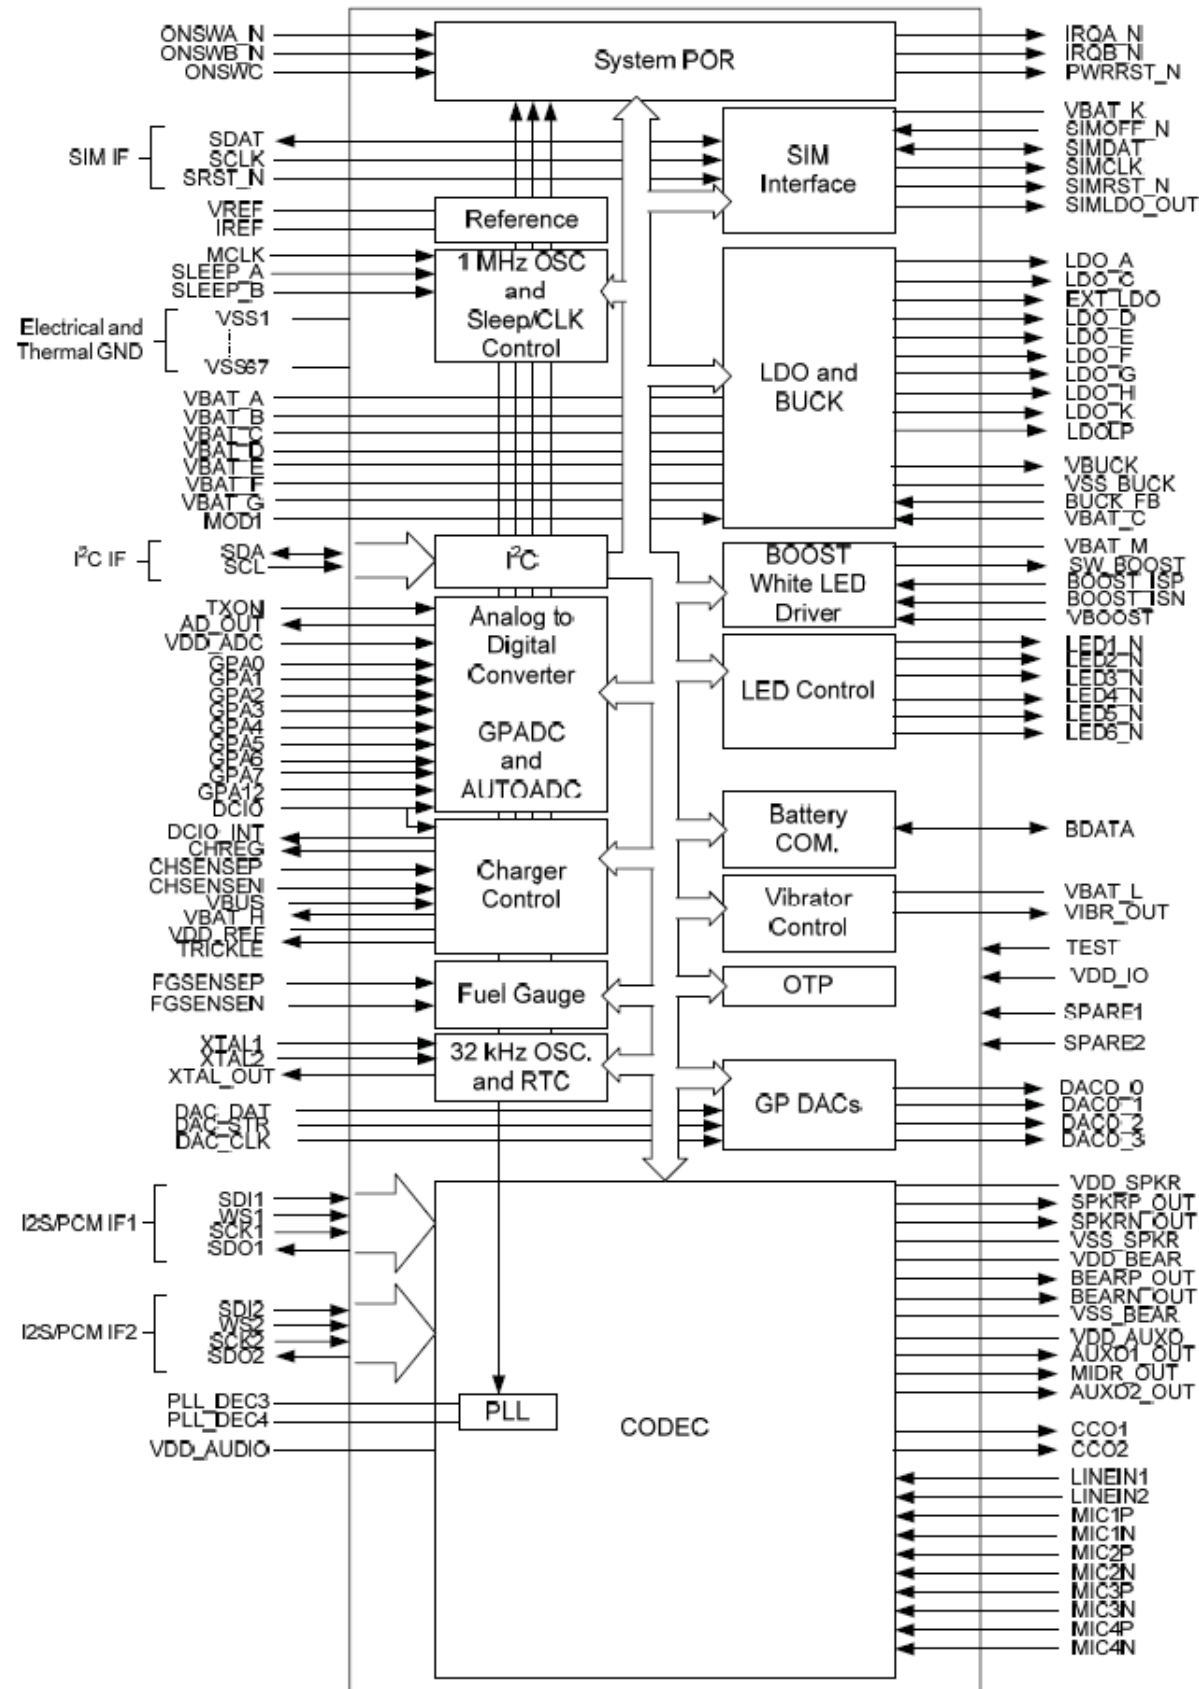 ONSWA_N
ONSWB_N
ONSWC
SIM IF
SDAT
SCLK
SRST_N
VREF
IREF
MCLK
SLEEP_A
SLEEP_B
Electrical and
Thermal GND
VSS1
VSS67
VBAT_A
VBAT_B
VBAT_C
VBAT_D
VBAT_E
VBAT_F
VBAT_G
MOD1
I²C IF
SDA
SCL
TXON
AD_OUT
VDD_ADC
GPA0
GPA1
GPA2
GPA3
GPA4
GPA5
GPA6
GPA7
GPA12
DCIO
DCIO_INT
CHREG
CHSENSEP
CHSENSEN
VBUS
VBAT_H
VDD_REF
TRICKLE
FGSENSEP
FGSENSEN
XTAL1
XTAL2
XTAL_OUT
DAC_DAT
DAC_STR
DAC_CLK
I2S/PCM IF1
SDI1
WS1
SCK1
SDO1
I2S/PCM IF2
SDI2
WS2
SCK2
SDO2
PLL_DEC3
PLL_DEC4
VDD_AUDIO
System POR
Reference
1 MHz OSC
and
Sleep/CLK
Control
I²C
Analog to
Digital
Converter
GPADC
and
AUTOADC
Charger
Control
Fuel Gauge
32 kHz OSC.
and RTC
PLL
CODEC
SIM
Interface
LDO and
BUCK
BOOST
White LED
Driver
LED Control
Battery
COM.
Vibrator
Control
OTP
GP DACs
IRQA_N
IRQB_N
PWRRST_N
VBAT_K
SIMOFF_N
SIMDAT
SIMCLK
SIMRST_N
SIMLDO_OUT
LDO_A
LDO_C
EXT_LDO
LDO_D
LDO_E
LDO_F
LDO_G
LDO_H
LDO_K
LDOLP
VBUCK
VSS_BUCK
BUCK_FB
VBAT_C
VBAT_M
SW_BOOST
BOOST_ISP
BOOST_ISN
VBOOST
LED1_N
LED2_N
LED3_N
LED4_N
LED5_N
LED6_N
BDATA
VBAT_L
VIBR_OUT
TEST
VDD_IO
SPARE1
SPARE2
DACO_0
DACO_1
DACO_2
DACO_3
VDD_SPKR
SPKRP_OUT
SPKRN_OUT
VSS_SPKR
VDD_BEAR
BEARP_OUT
BEARN_OUT
VSS_BEAR
VDD_AUXO
AUXO1_OUT
MIDR_OUT
AUXO2_OUT
CCO1
CCO2
LINEIN1
LINEIN2
MIC1P
MIC1N
MIC2P
MIC2N
MIC3P
MIC3N
MIC4P
MIC4N